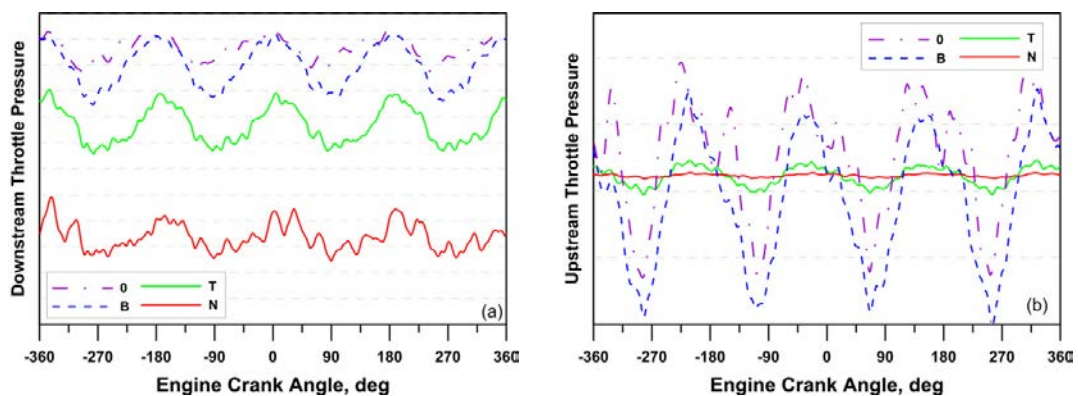 Downstream Throttle Pressure
0 T
B N
(a)
-360 -270 -180 -90 0 90 180 270 360
Engine Crank Angle, deg
Upstream Throttle Pressure
0 T
B N
(b)
-360 -270 -180 -90 0 90 180 270 360
Engine Crank Angle, deg